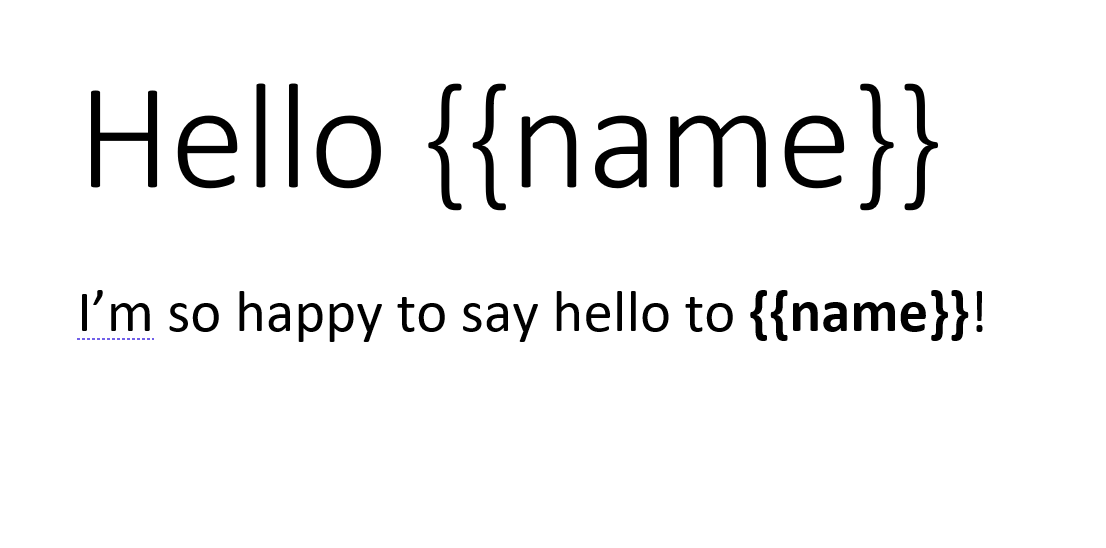 Hello {{name}}
I’m so happy to say hello to {{name}}!